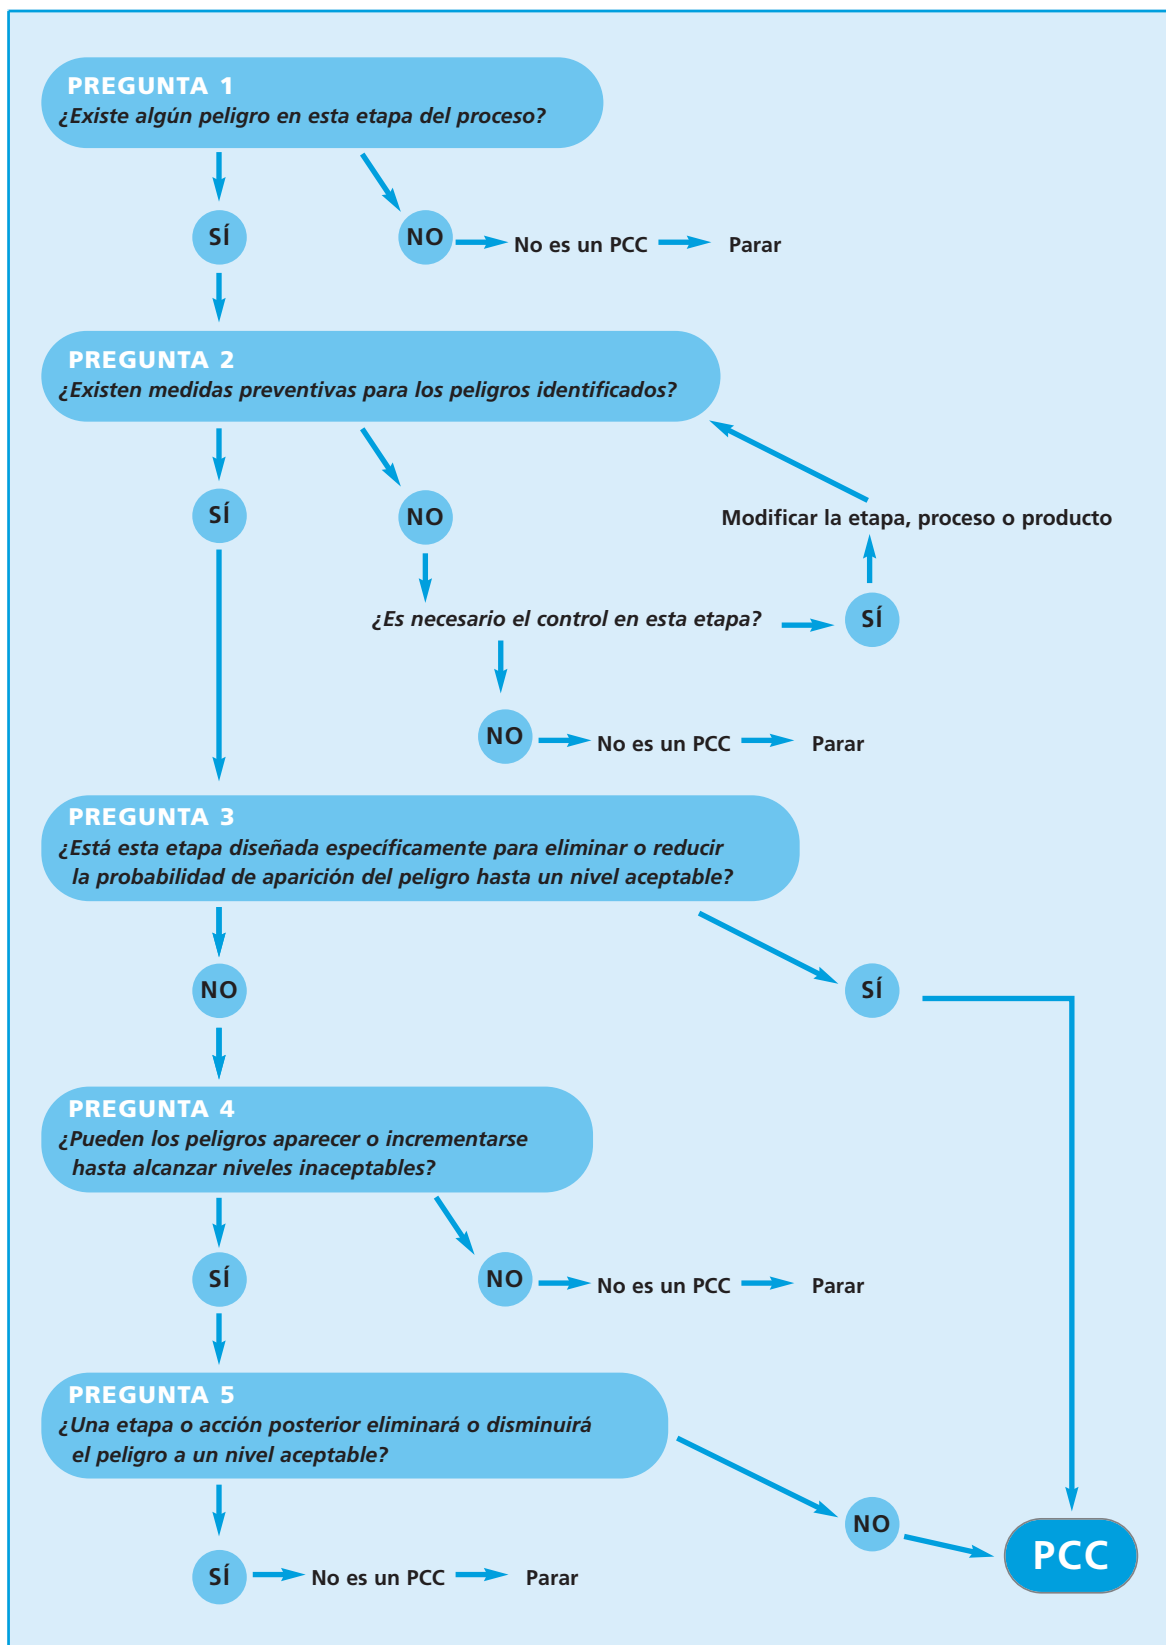 PREGUNTA 1
¿Existe algún peligro en esta etapa del proceso?
SÍ
NO
No es un PCC
Parar
PREGUNTA 2
¿Existen medidas preventivas para los peligros identificados?
SÍ
NO
Modificar la etapa, proceso o producto
¿Es necesario el control en esta etapa?
SÍ
NO
No es un PCC
Parar
PREGUNTA 3
¿Está esta etapa diseñada específicamente para eliminar o reducir
la probabilidad de aparición del peligro hasta un nivel aceptable?
NO
SÍ
PREGUNTA 4
¿Pueden los peligros aparecer o incrementarse
hasta alcanzar niveles inaceptables?
SÍ
NO
No es un PCC
Parar
PREGUNTA 5
¿Una etapa o acción posterior eliminará o disminuirá
el peligro a un nivel aceptable?
NO
PCC
SÍ
No es un PCC
Parar